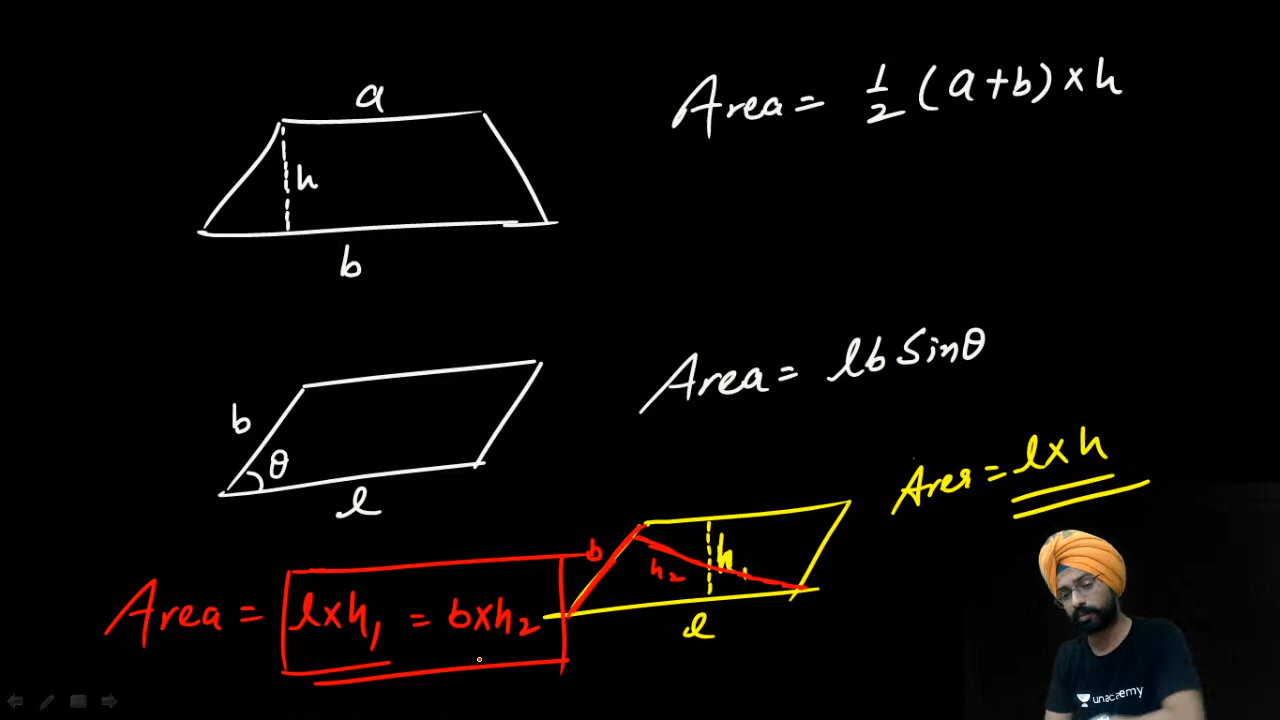 a
Area = 1/2 (a+b) × h
h
b
Area = lb Sinθ
b
θ
l
Area = l×h
b
h₂
h₁
l
Area = l×h₁ = b×h₂
unacademy